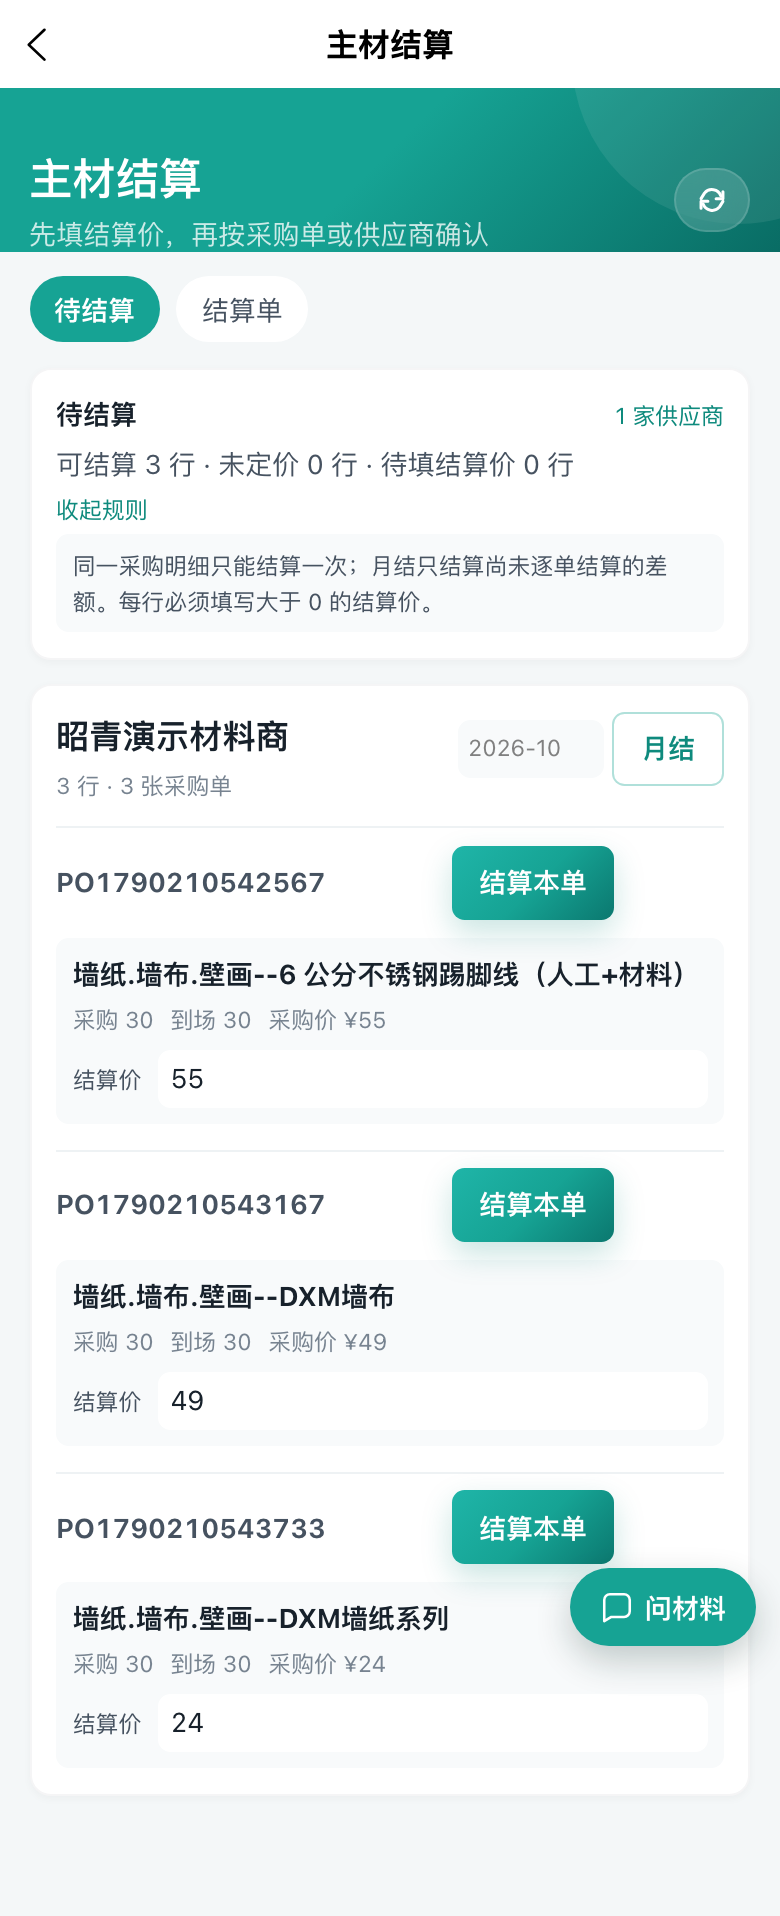 主材结算
主材结算
先填结算价，再按采购单或供应商确认
待结算
结算单
待结算
1 家供应商
可结算 3 行 · 未定价 0 行 · 待填结算价 0 行
收起规则
同一采购明细只能结算一次；月结只结算尚未逐单结算的差
额。每行必须填写大于 0 的结算价。
昭青演示材料商
2026-10
月结
3 行 · 3 张采购单
PO1790210542567
结算本单
墙纸.墙布.壁画--6 公分不锈钢踢脚线（人工+材料）
采购 30 到场 30 采购价 ¥55
结算价 55
PO1790210543167
结算本单
墙纸.墙布.壁画--DXM墙布
采购 30 到场 30 采购价 ¥49
结算价 49
PO1790210543733
结算本单
问材料
墙纸.墙布.壁画--DXM墙纸系列
采购 30 到场 30 采购价 ¥24
结算价 24